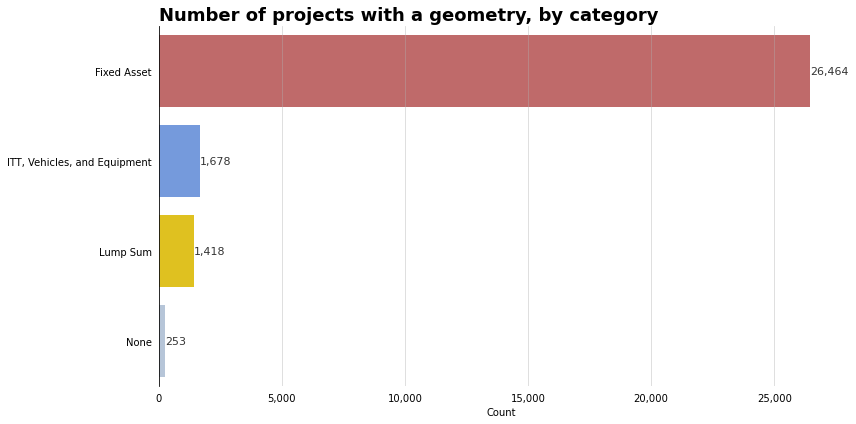 Number of projects with a geometry, by category
Fixed Asset
26,464
ITT, Vehicles, and Equipment
1,678
Lump Sum
1,418
None
253
0
5,000
10,000
15,000
20,000
25,000
Count